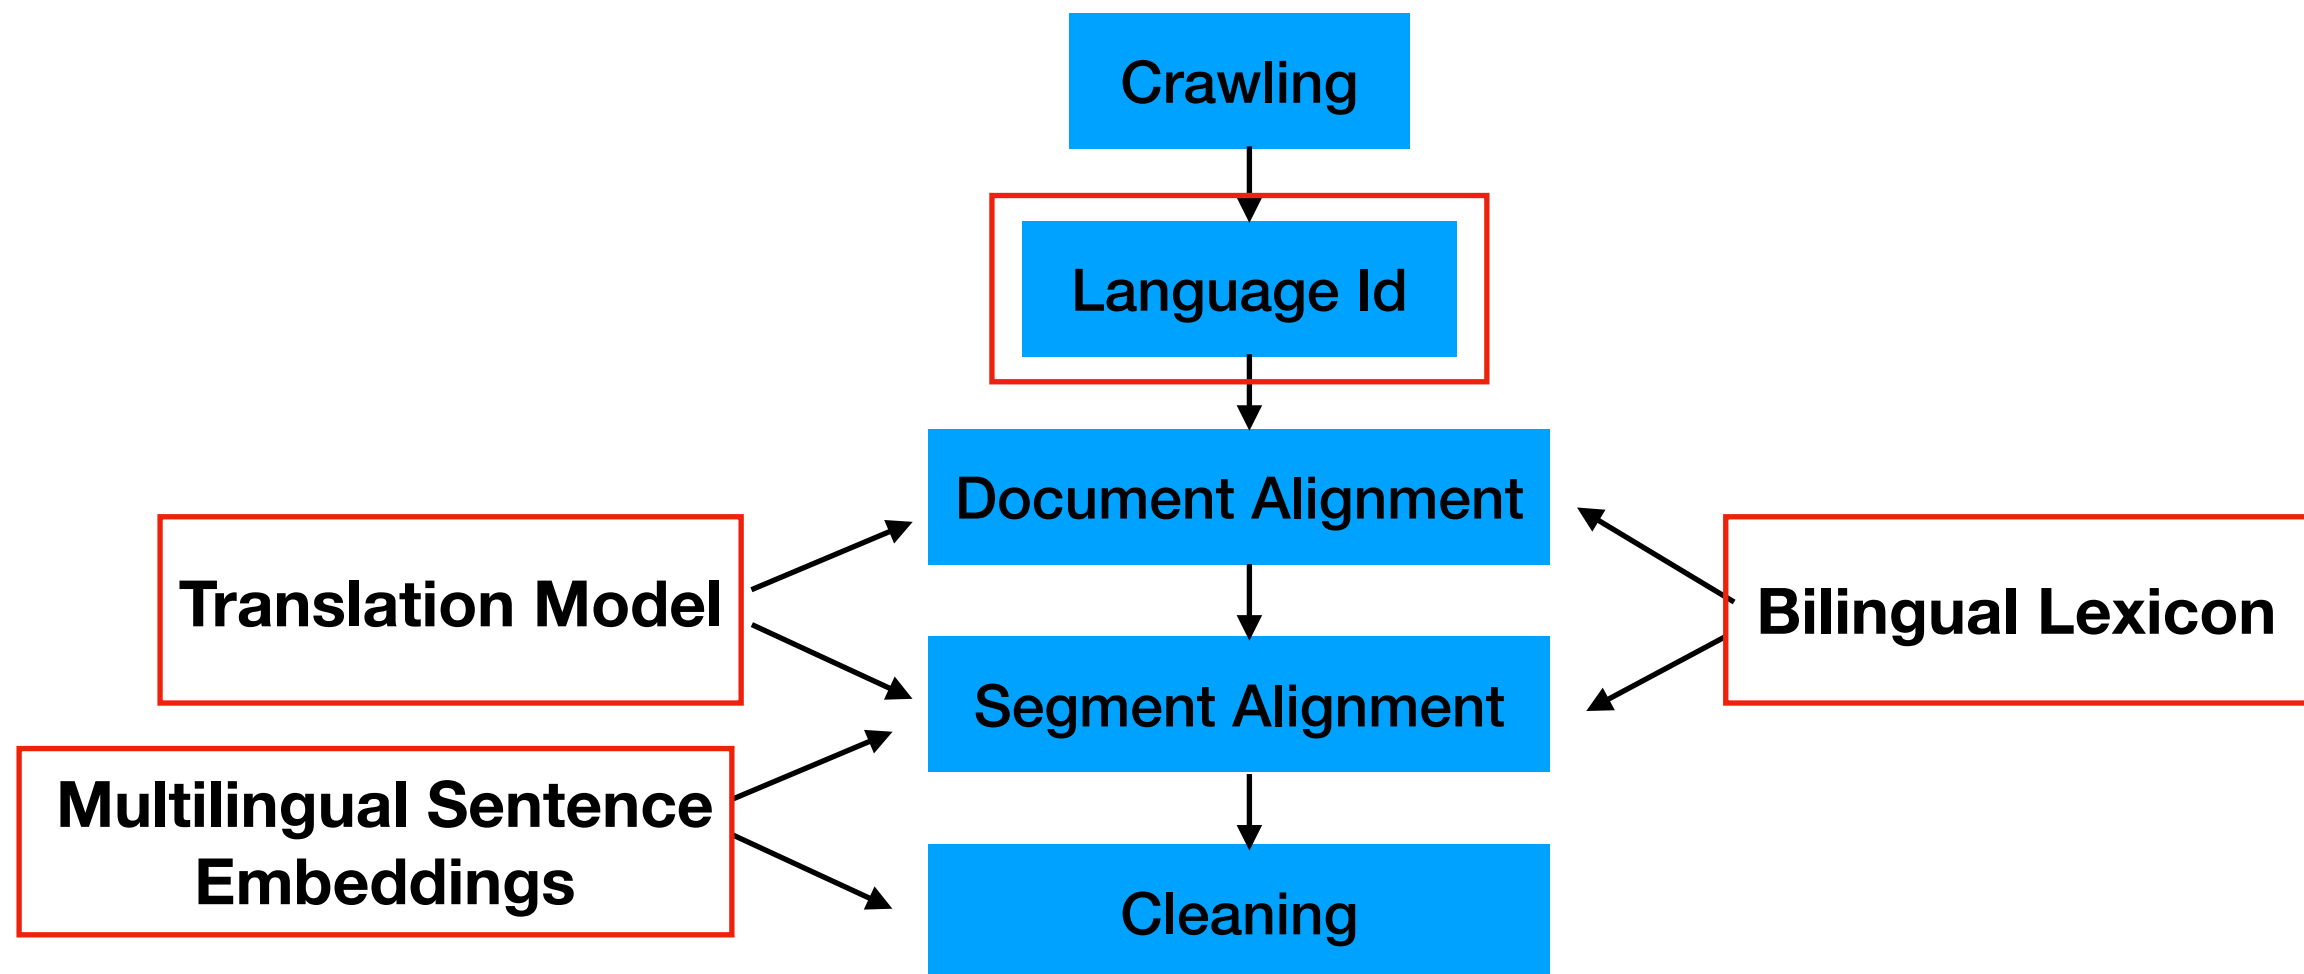 Crawling
Language Id
Document Alignment
Translation Model
Bilingual Lexicon
Segment Alignment
Multilingual Sentence
Embeddings
Cleaning